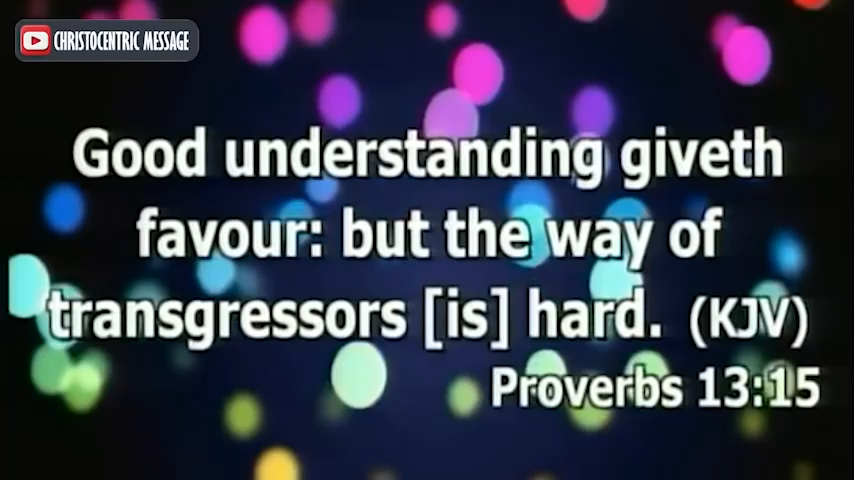 CHRISTOCENTRIC MESSAGE
Good understanding giveth
favour: but the way of
transgressors [is] hard. (KJV)
Proverbs 13:15